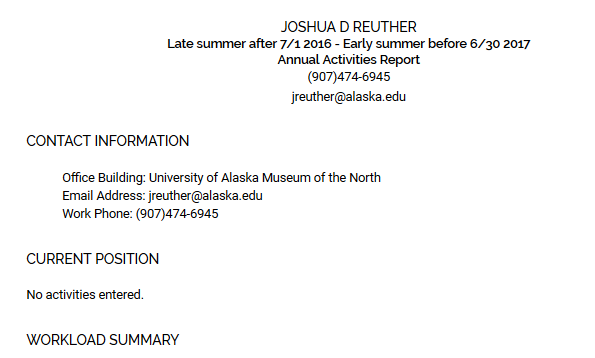 JOSHUA D REUTHER
Late summer after 7/1 2016 - Early summer before 6/30 2017
Annual Activities Report
(907)474-6945
jreuther@alaska.edu
CONTACT INFORMATION
Office Building: University of Alaska Museum of the North
Email Address: jreuther@alaska.edu
Work Phone: (907)474-6945
CURRENT POSITION
No activities entered.
WORKLOAD SUMMARY